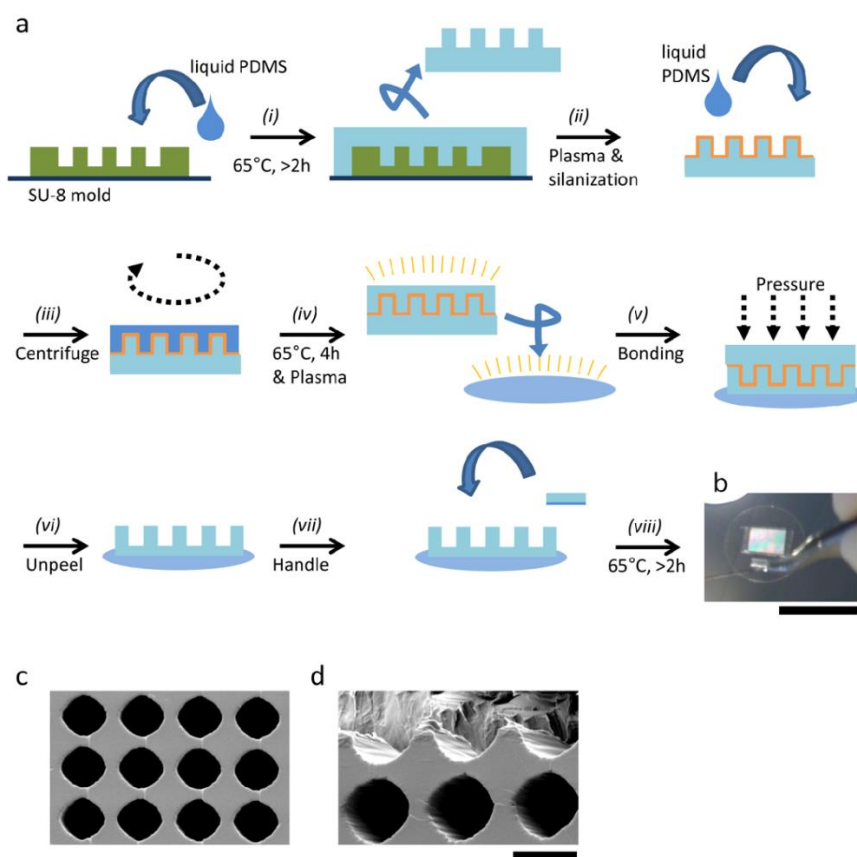 a
liquid PDMS
(i)
65°C, >2h
SU-8 mold
(ii)
Plasma &
silanization
liquid
PDMS
(iii)
Centrifuge
(iv)
65°C, 4h
& Plasma
(v)
Bonding
Pressure
(vi)
Unpeel
(vii)
Handle
(viii)
65°C, >2h
b
c
d